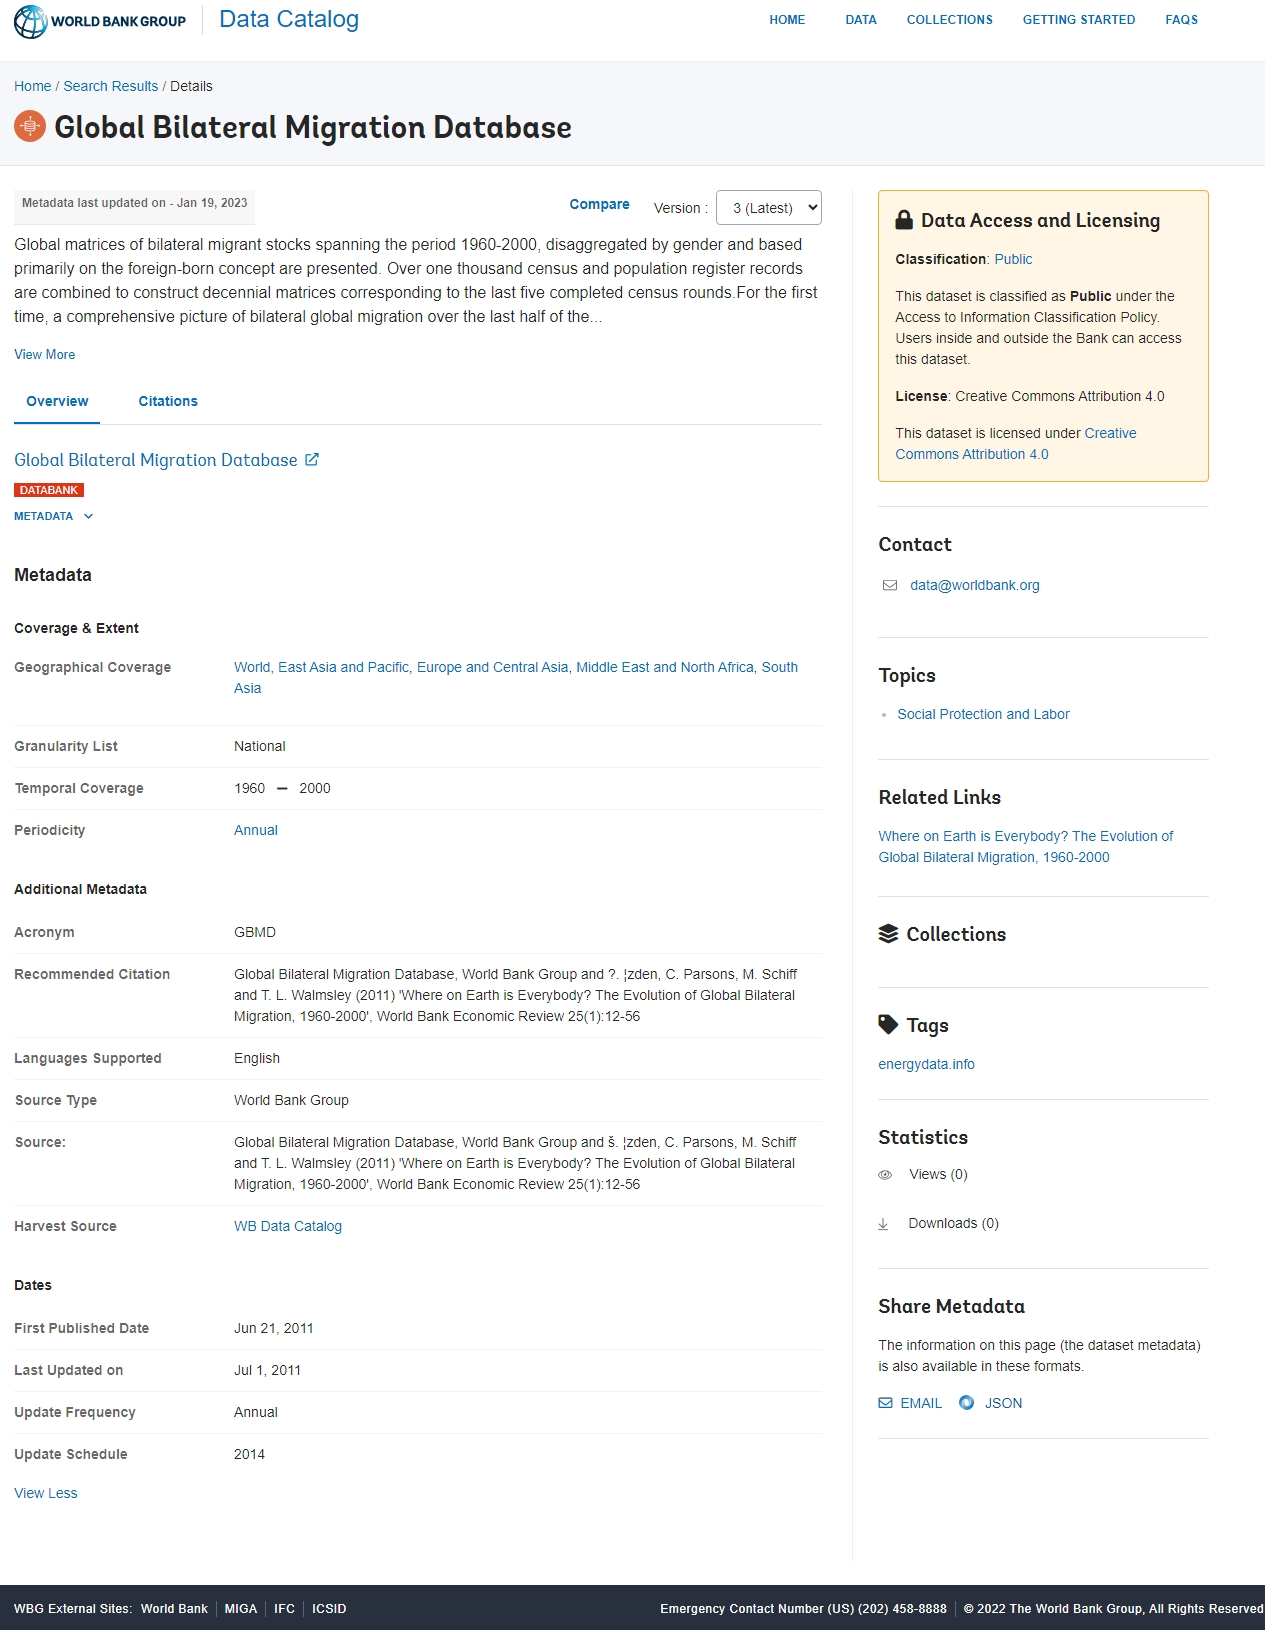 WORLD BANK GROUP
Data Catalog
HOME DATA COLLECTIONS GETTING STARTED FAQS
Home / Search Results / Details
Global Bilateral Migration Database
Metadata last updated on - Jan 19, 2023
Compare Version : 3 (Latest)
Global matrices of bilateral migrant stocks spanning the period 1960-2000, disaggregated by gender and based
primarily on the foreign-born concept are presented. Over one thousand census and population register records
are combined to construct decennial matrices corresponding to the last five completed census rounds.For the first
time, a comprehensive picture of bilateral global migration over the last half of the...
View More
Overview Citations
Global Bilateral Migration Database
DATABANK
METADATA
Metadata
Coverage & Extent
Geographical Coverage World, East Asia and Pacific, Europe and Central Asia, Middle East and North Africa, South
Asia
Granularity List National
Temporal Coverage 1960 — 2000
Periodicity Annual
Additional Metadata
Acronym GBMD
Recommended Citation Global Bilateral Migration Database, World Bank Group and ?. ¦zden, C. Parsons, M. Schiff
and T. L. Walmsley (2011) 'Where on Earth is Everybody? The Evolution of Global Bilateral
Migration, 1960-2000', World Bank Economic Review 25(1):12-56
Languages Supported English
Source Type World Bank Group
Source: Global Bilateral Migration Database, World Bank Group and š. ¦zden, C. Parsons, M. Schiff
and T. L. Walmsley (2011) 'Where on Earth is Everybody? The Evolution of Global Bilateral
Migration, 1960-2000', World Bank Economic Review 25(1):12-56
Harvest Source WB Data Catalog
Dates
First Published Date Jun 21, 2011
Last Updated on Jul 1, 2011
Update Frequency Annual
Update Schedule 2014
View Less
Data Access and Licensing
Classification: Public
This dataset is classified as Public under the
Access to Information Classification Policy.
Users inside and outside the Bank can access
this dataset.
License: Creative Commons Attribution 4.0
This dataset is licensed under Creative
Commons Attribution 4.0
Contact
data@worldbank.org
Topics
Social Protection and Labor
Related Links
Where on Earth is Everybody? The Evolution of
Global Bilateral Migration, 1960-2000
Collections
Tags
energydata.info
Statistics
Views (0)
Downloads (0)
Share Metadata
The information on this page (the dataset metadata)
is also available in these formats.
EMAIL JSON
WBG External Sites: World Bank MIGA IFC ICSID
Emergency Contact Number (US) (202) 458-8888 © 2022 The World Bank Group, All Rights Reserved